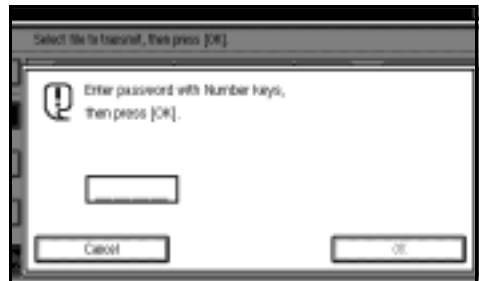 Select file to transmit, then press [OK].
Enter password with Number keys,
then press [OK].
Cancel
OK